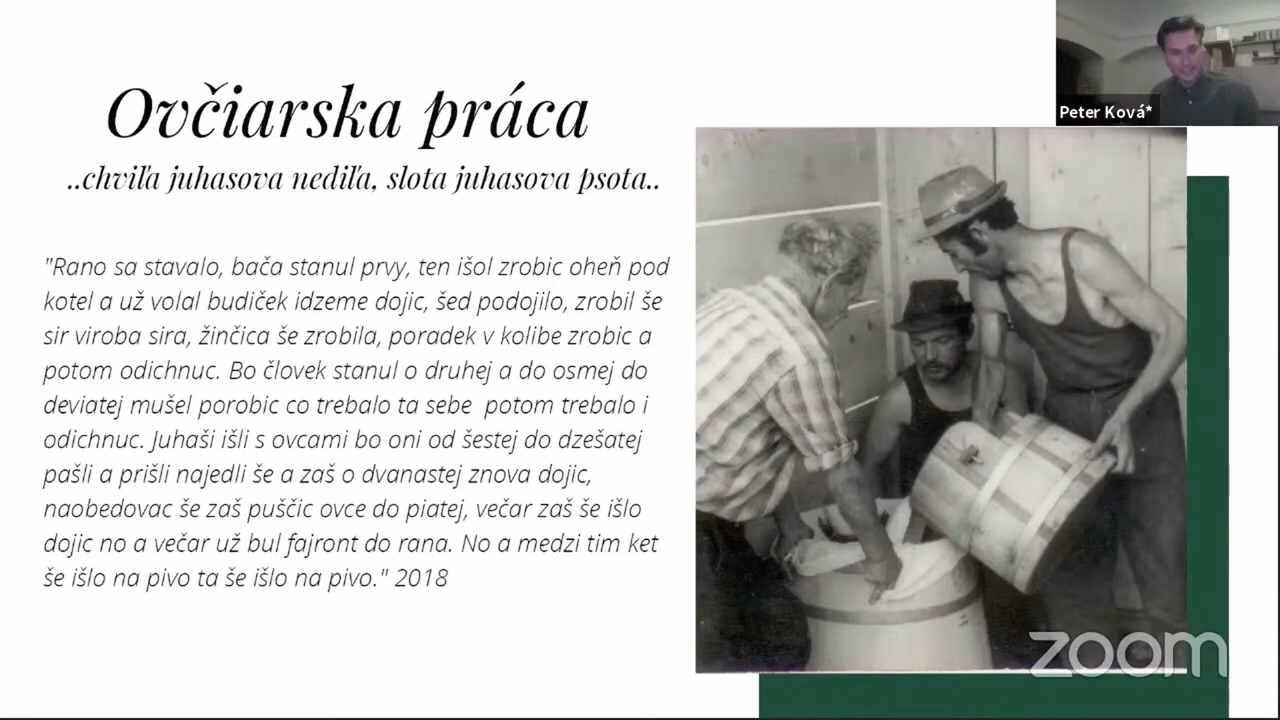 Ovčiarska práca
..chviľa juhasova nediľa, slota juhasova psota..
"Rano sa stavalo, bača stanul prvy, ten išol zrobic oheň pod
kotel a už volal budiček idzeme dojic, šed podojilo, zrobil še
sir viroba sira, žinčica še zrobila, poradek v kolibe zrobic a
potom odichnuc. Bo človek stanul o druhej a do osmej do
deviatej mušel porobic co trebalo ta sebe potom trebalo i
odichnuc. Juhaši išli s ovcami bo oni od šestej do dzešatej
pašli a prišli najedli še a zaš o dvanastej znova dojic,
naobedovac še zaš puščic ovce do piatej, večar zaš še išlo
dojic no a večar už bul fajront do rana. No a medzi tim ket
še išlo na pivo ta še išlo na pivo." 2018
Peter Ková*
zoom